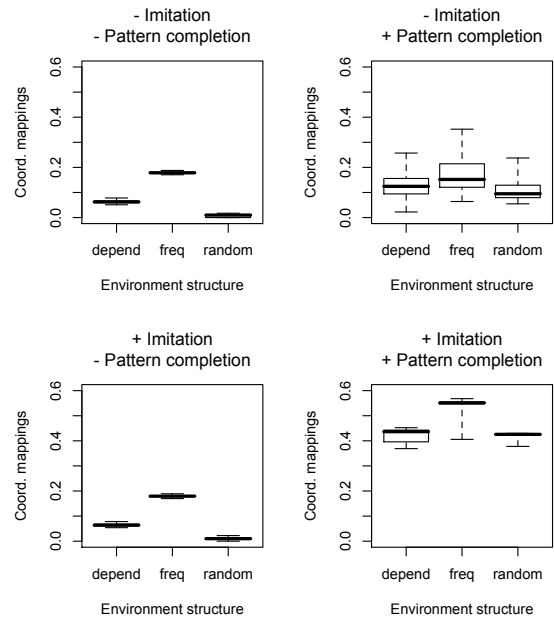 - Imitation
- Pattern completion
Coord. mappings
0.0 0.2 0.4 0.6
depend freq random
Environment structure
- Imitation
+ Pattern completion
Coord. mappings
0.0 0.2 0.4 0.6
depend freq random
Environment structure
+ Imitation
- Pattern completion
Coord. mappings
0.0 0.2 0.4 0.6
depend freq random
Environment structure
+ Imitation
+ Pattern completion
Coord. mappings
0.0 0.2 0.4 0.6
depend freq random
Environment structure